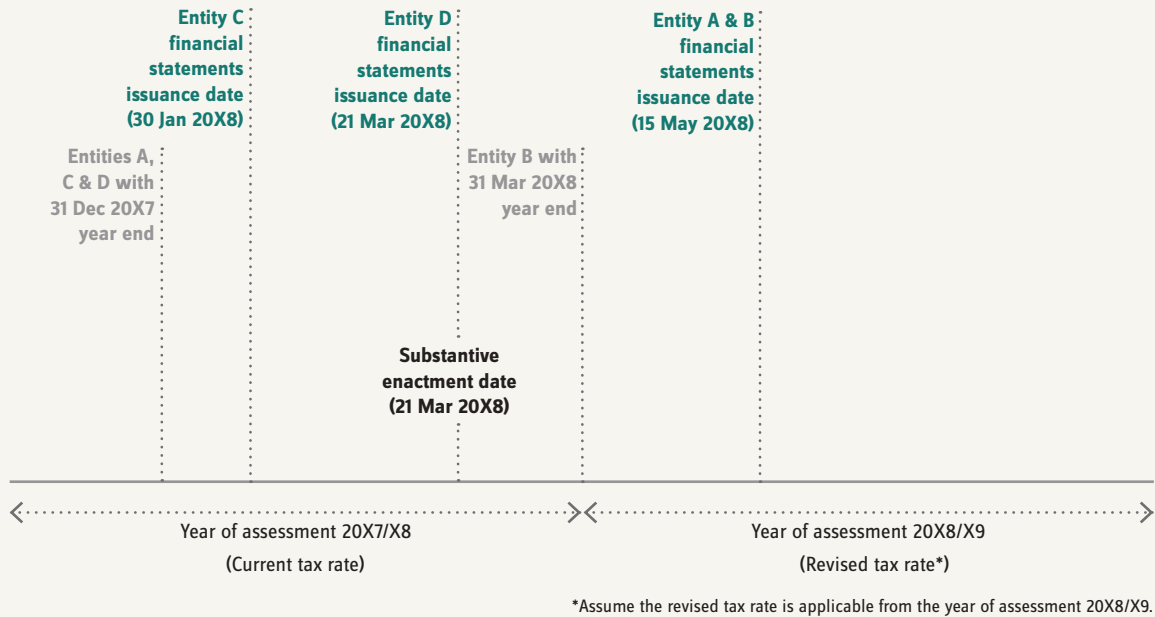 Entity C
financial
statements
issuance date
(30 Jan 20X8)
Entity D
financial
statements
issuance date
(21 Mar 20X8)
Entity A & B
financial
statements
issuance date
(15 May 20X8)
Entities A,
C & D with
31 Dec 20X7
year end
Entity B with
31 Mar 20X8
year end
Substantive
enactment date
(21 Mar 20X8)
Year of assessment 20X7/X8
(Current tax rate)
Year of assessment 20X8/X9
(Revised tax rate*)
*Assume the revised tax rate is applicable from the year of assessment 20X8/X9.